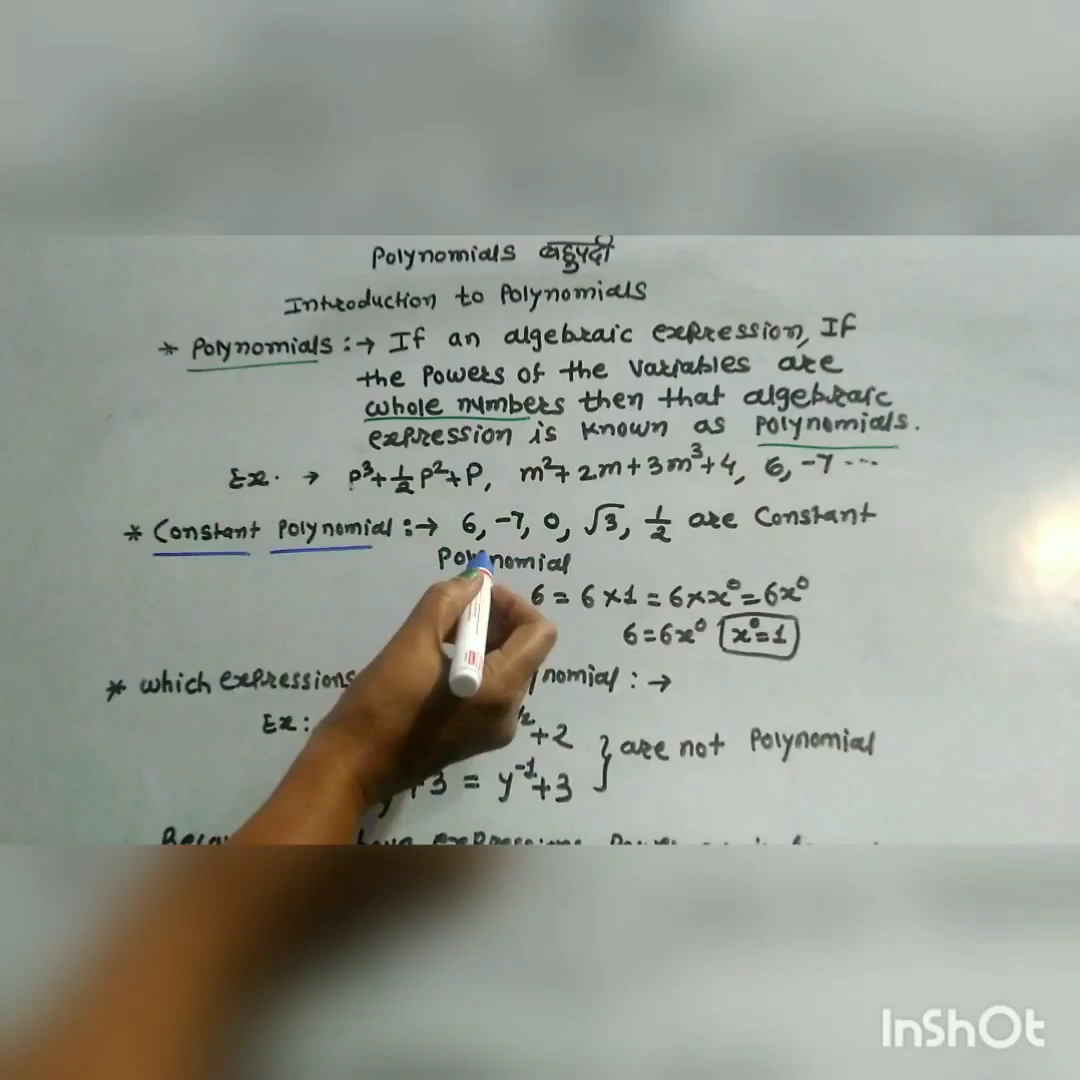 Polynomials बहुपदी
Introduction to Polynomials
* Polynomials :→ If an algebraic expression, If
the Powers of the Variables are
whole numbers then that algebraic
expression is known as Polynomials.
Ex. → P³+½P²+P, m²+2m+3m³+4, 6, -7 ...
* Constant Polynomial :→ 6, -7, 0, √3, ½ are Constant
Polynomial
6 = 6×1 = 6×x⁰ = 6x⁰
6 = 6x⁰ x⁰=1
* which expressions nomial : →
Ex: +2 } are not Polynomial
+3 = y⁻¹+3
InShOt